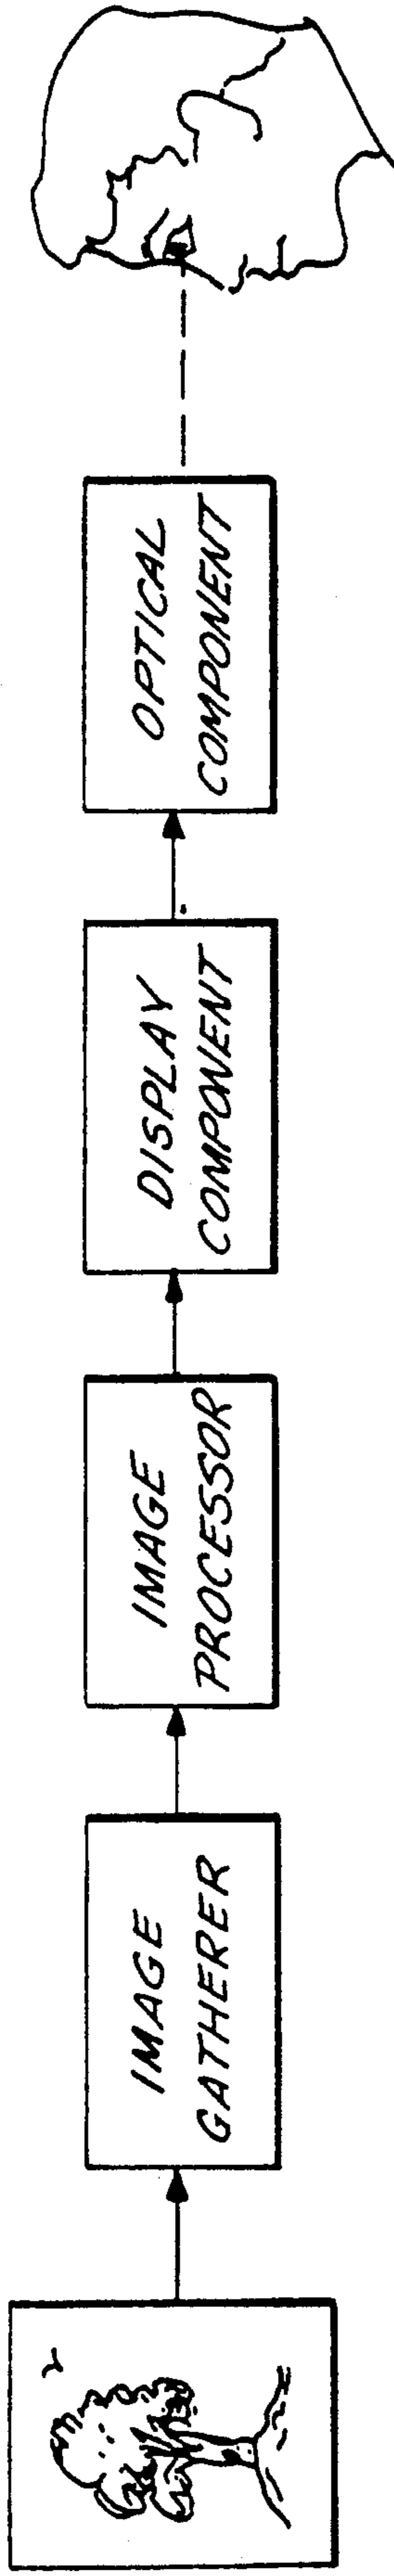 IMAGE
GATHERER
IMAGE
PROCESSOR
DISPLAY
COMPONENT
OPTICAL
COMPONENT